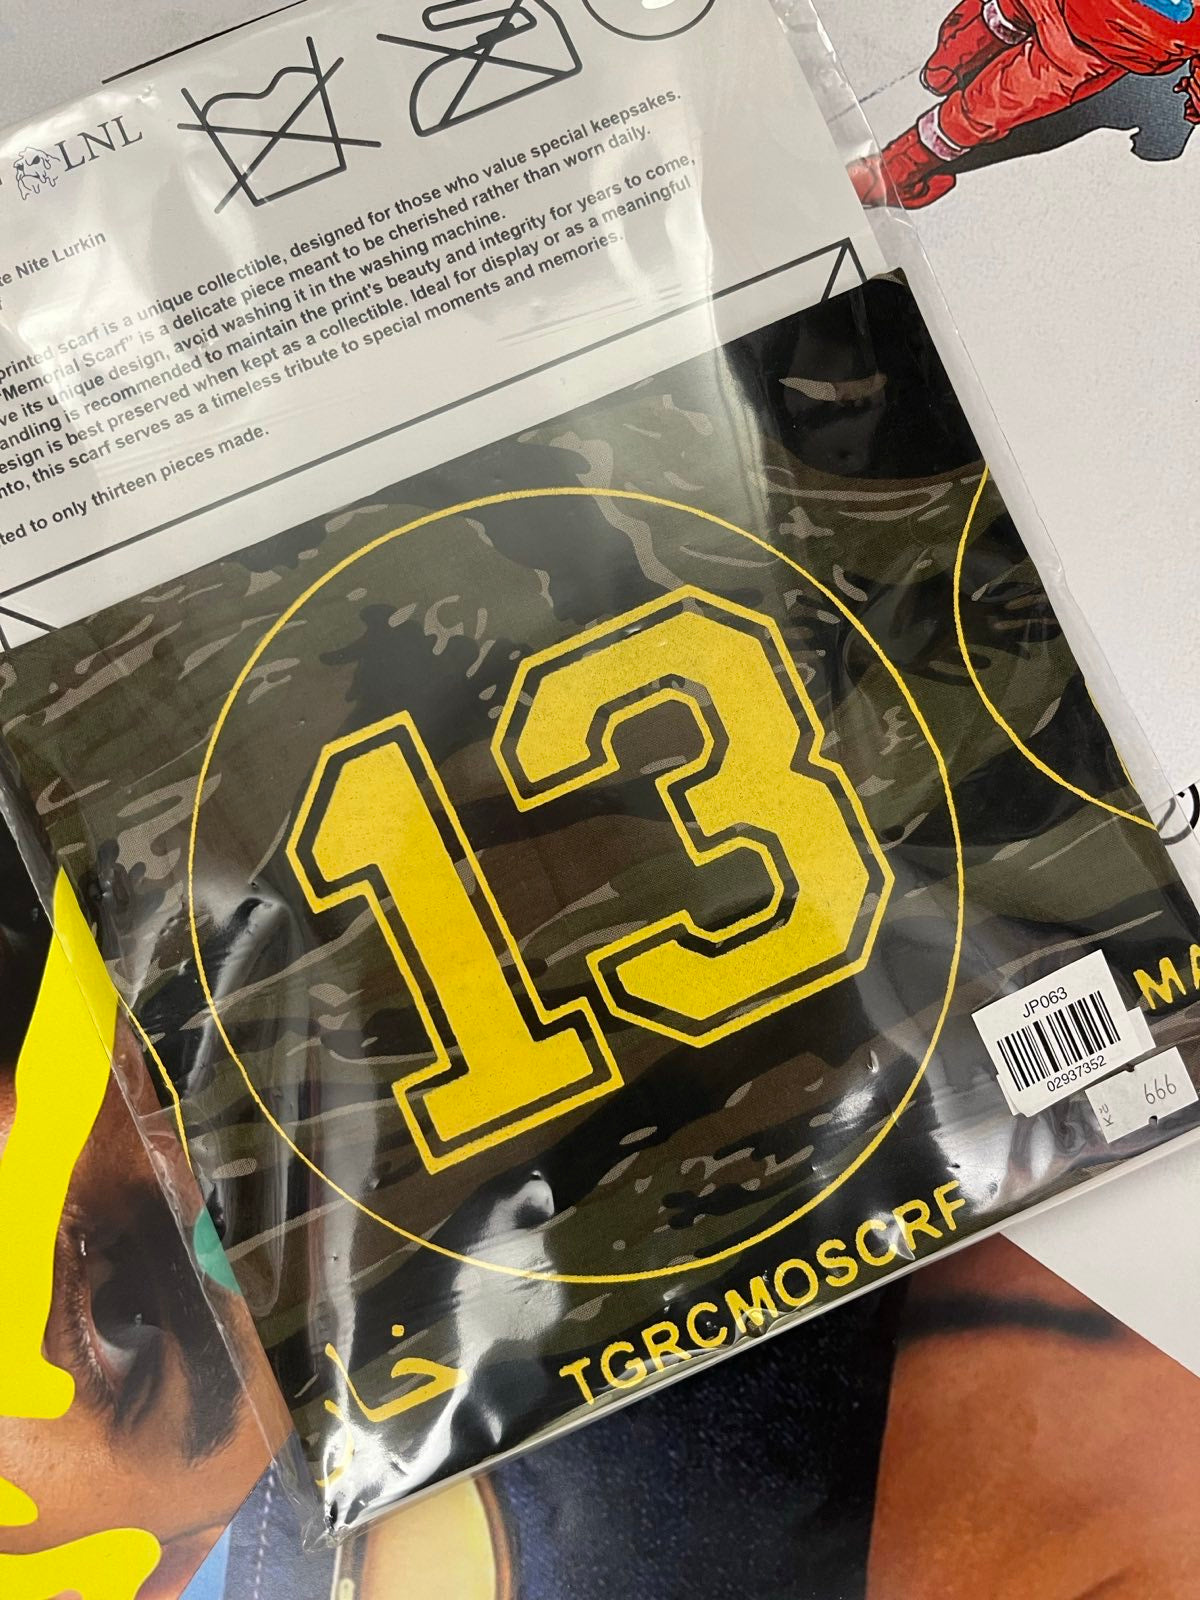 LNL
te Nite Lurkin
printed scarf is a unique collectible, designed for those who value special keepsakes.
"Memorial Scarf" is a delicate piece meant to be cherished rather than worn daily.
ve its unique design, avoid washing it in the washing machine.
andling is recommended to maintain the print's beauty and integrity for years to come,
esign is best preserved when kept as a collectible. Ideal for display or as a meaningful
nto, this scarf serves as a timeless tribute to special moments and memories.
ted to only thirteen pieces made.
13
MA
JP063
02937352
666
TGRCMOSCRF